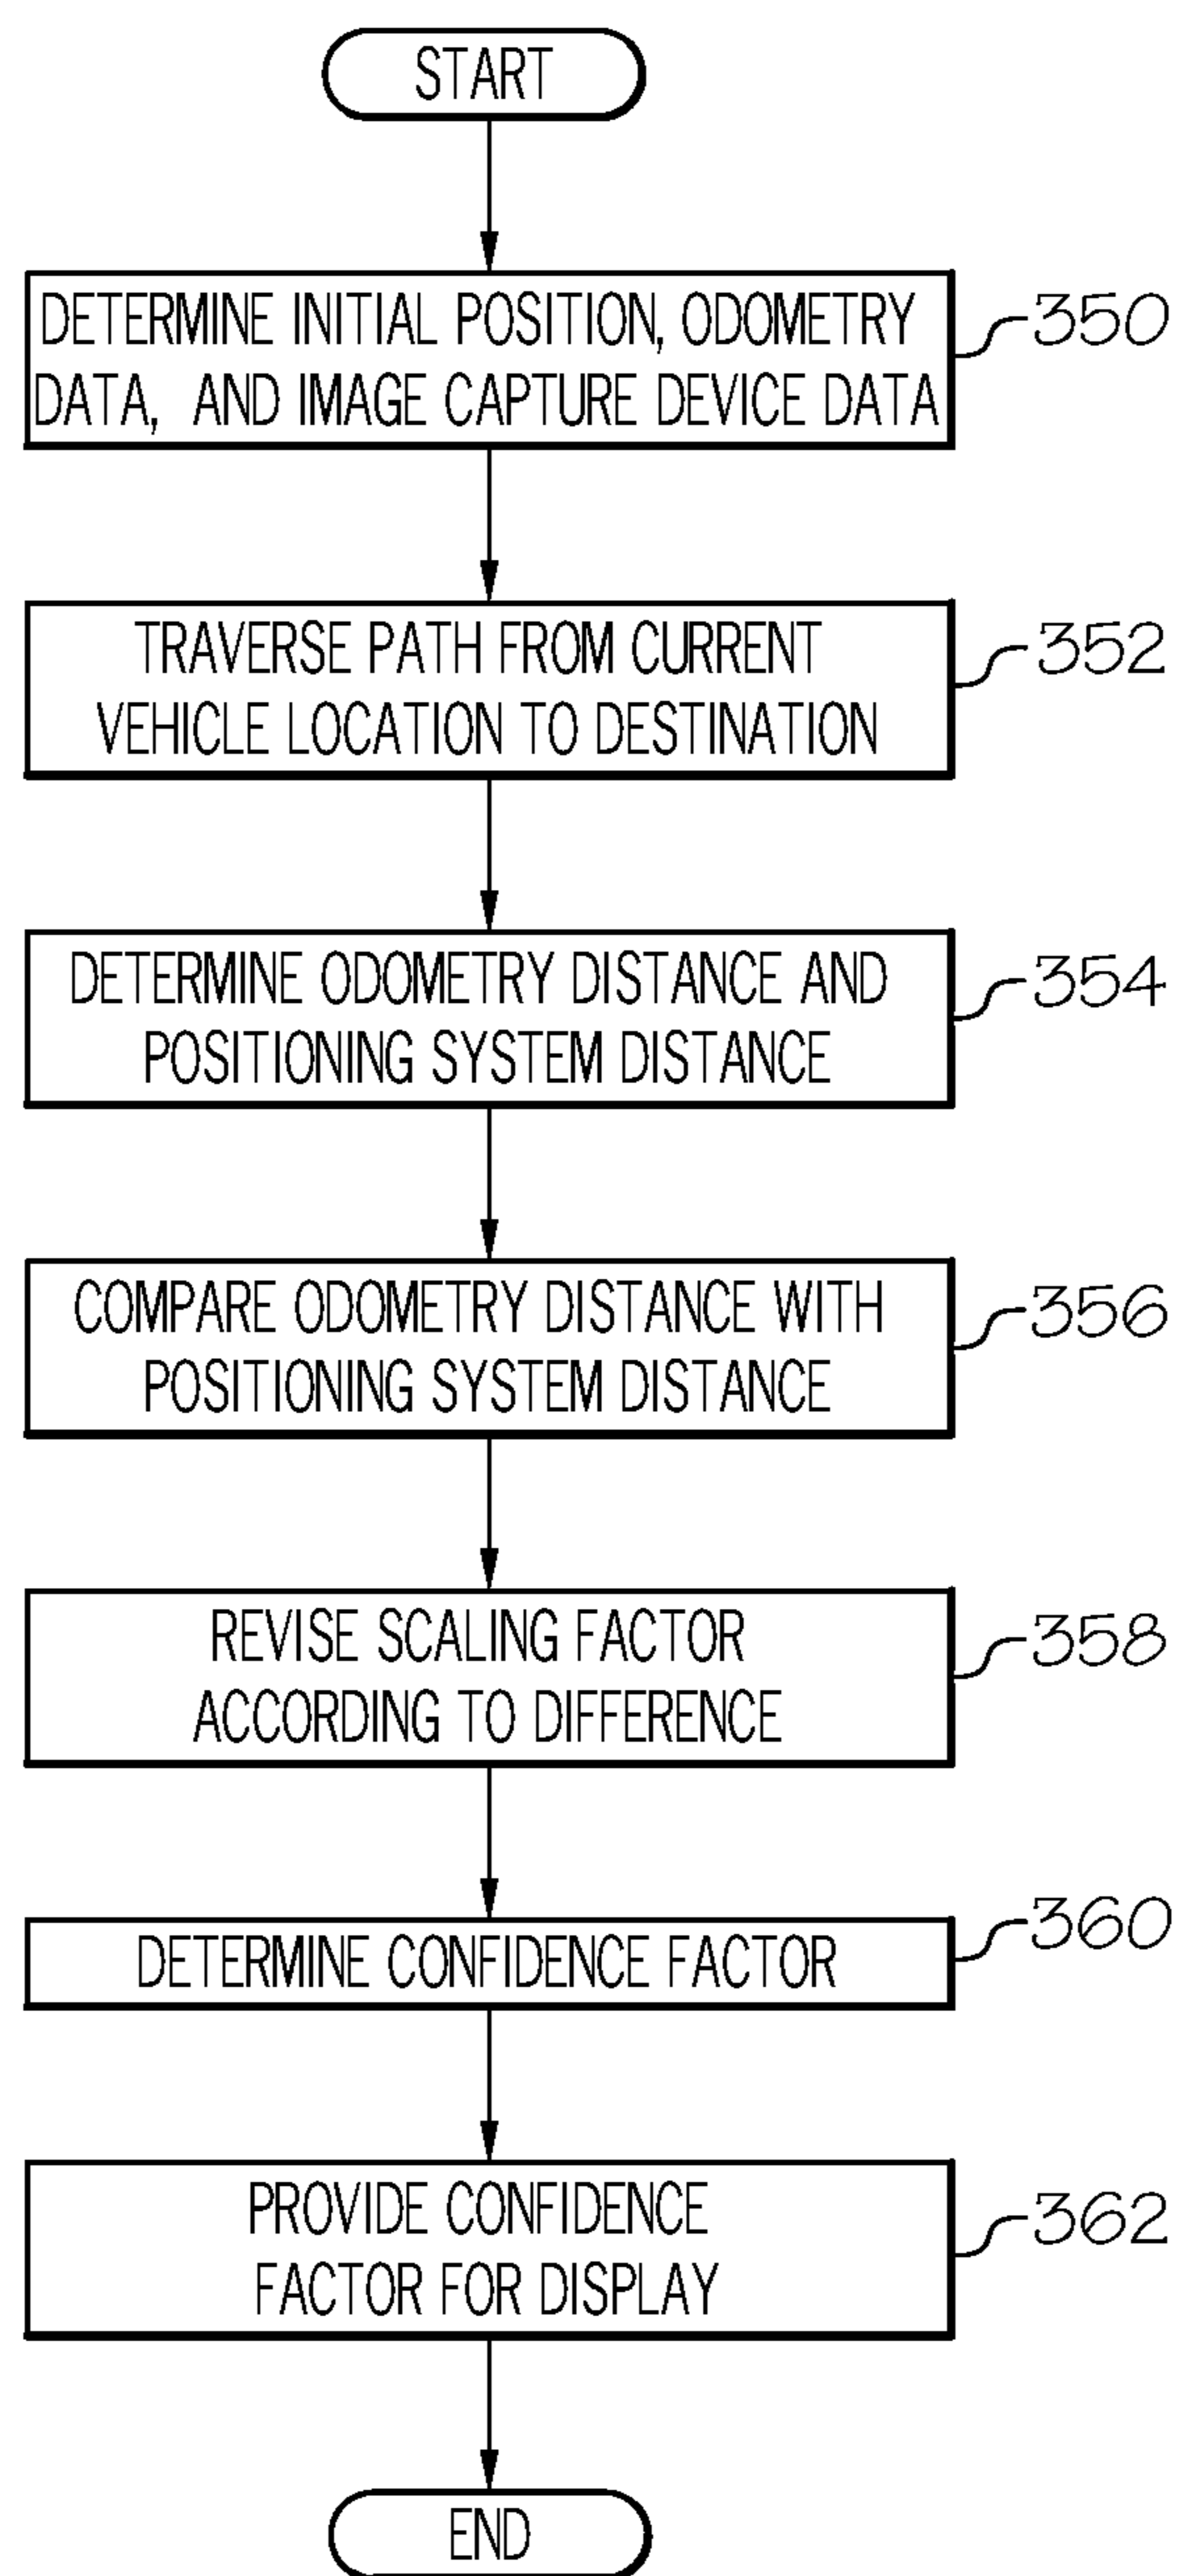 START
DETERMINE INITIAL POSITION, ODOMETRY
DATA, AND IMAGE CAPTURE DEVICE DATA
350
TRAVERSE PATH FROM CURRENT
VEHICLE LOCATION TO DESTINATION
352
DETERMINE ODOMETRY DISTANCE AND
POSITIONING SYSTEM DISTANCE
354
COMPARE ODOMETRY DISTANCE WITH
POSITIONING SYSTEM DISTANCE
356
REVISE SCALING FACTOR
ACCORDING TO DIFFERENCE
358
DETERMINE CONFIDENCE FACTOR
360
PROVIDE CONFIDENCE
FACTOR FOR DISPLAY
362
END